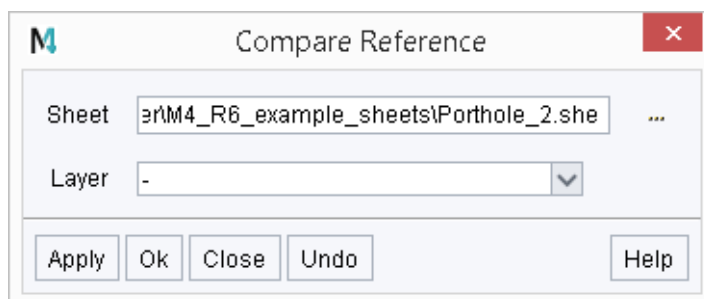 M4 Compare Reference ×
Sheet er\M4_R6_example_sheets\Porthole_2.she ...
Layer -
Apply Ok Close Undo Help